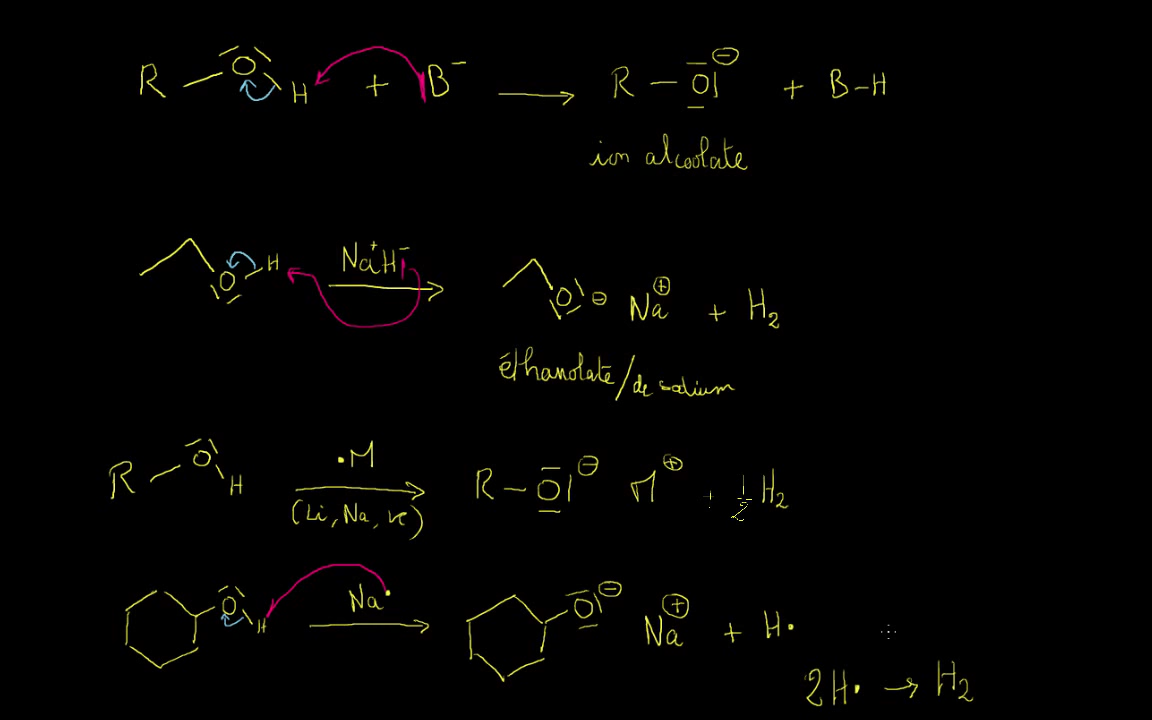 R – O – H + B⁻ → R – O ⊖ + B–H
ion alcoolate
O H Na⁺H⁻ → O ⊖ Na ⊕ + H₂
éthanolate/de sodium
R – O H •M → R – O ⊖ M ⊕ + 1/2 H₂
(Li, Na, K)
O H Na• → O ⊖ Na ⊕ + H•
2H• → H₂